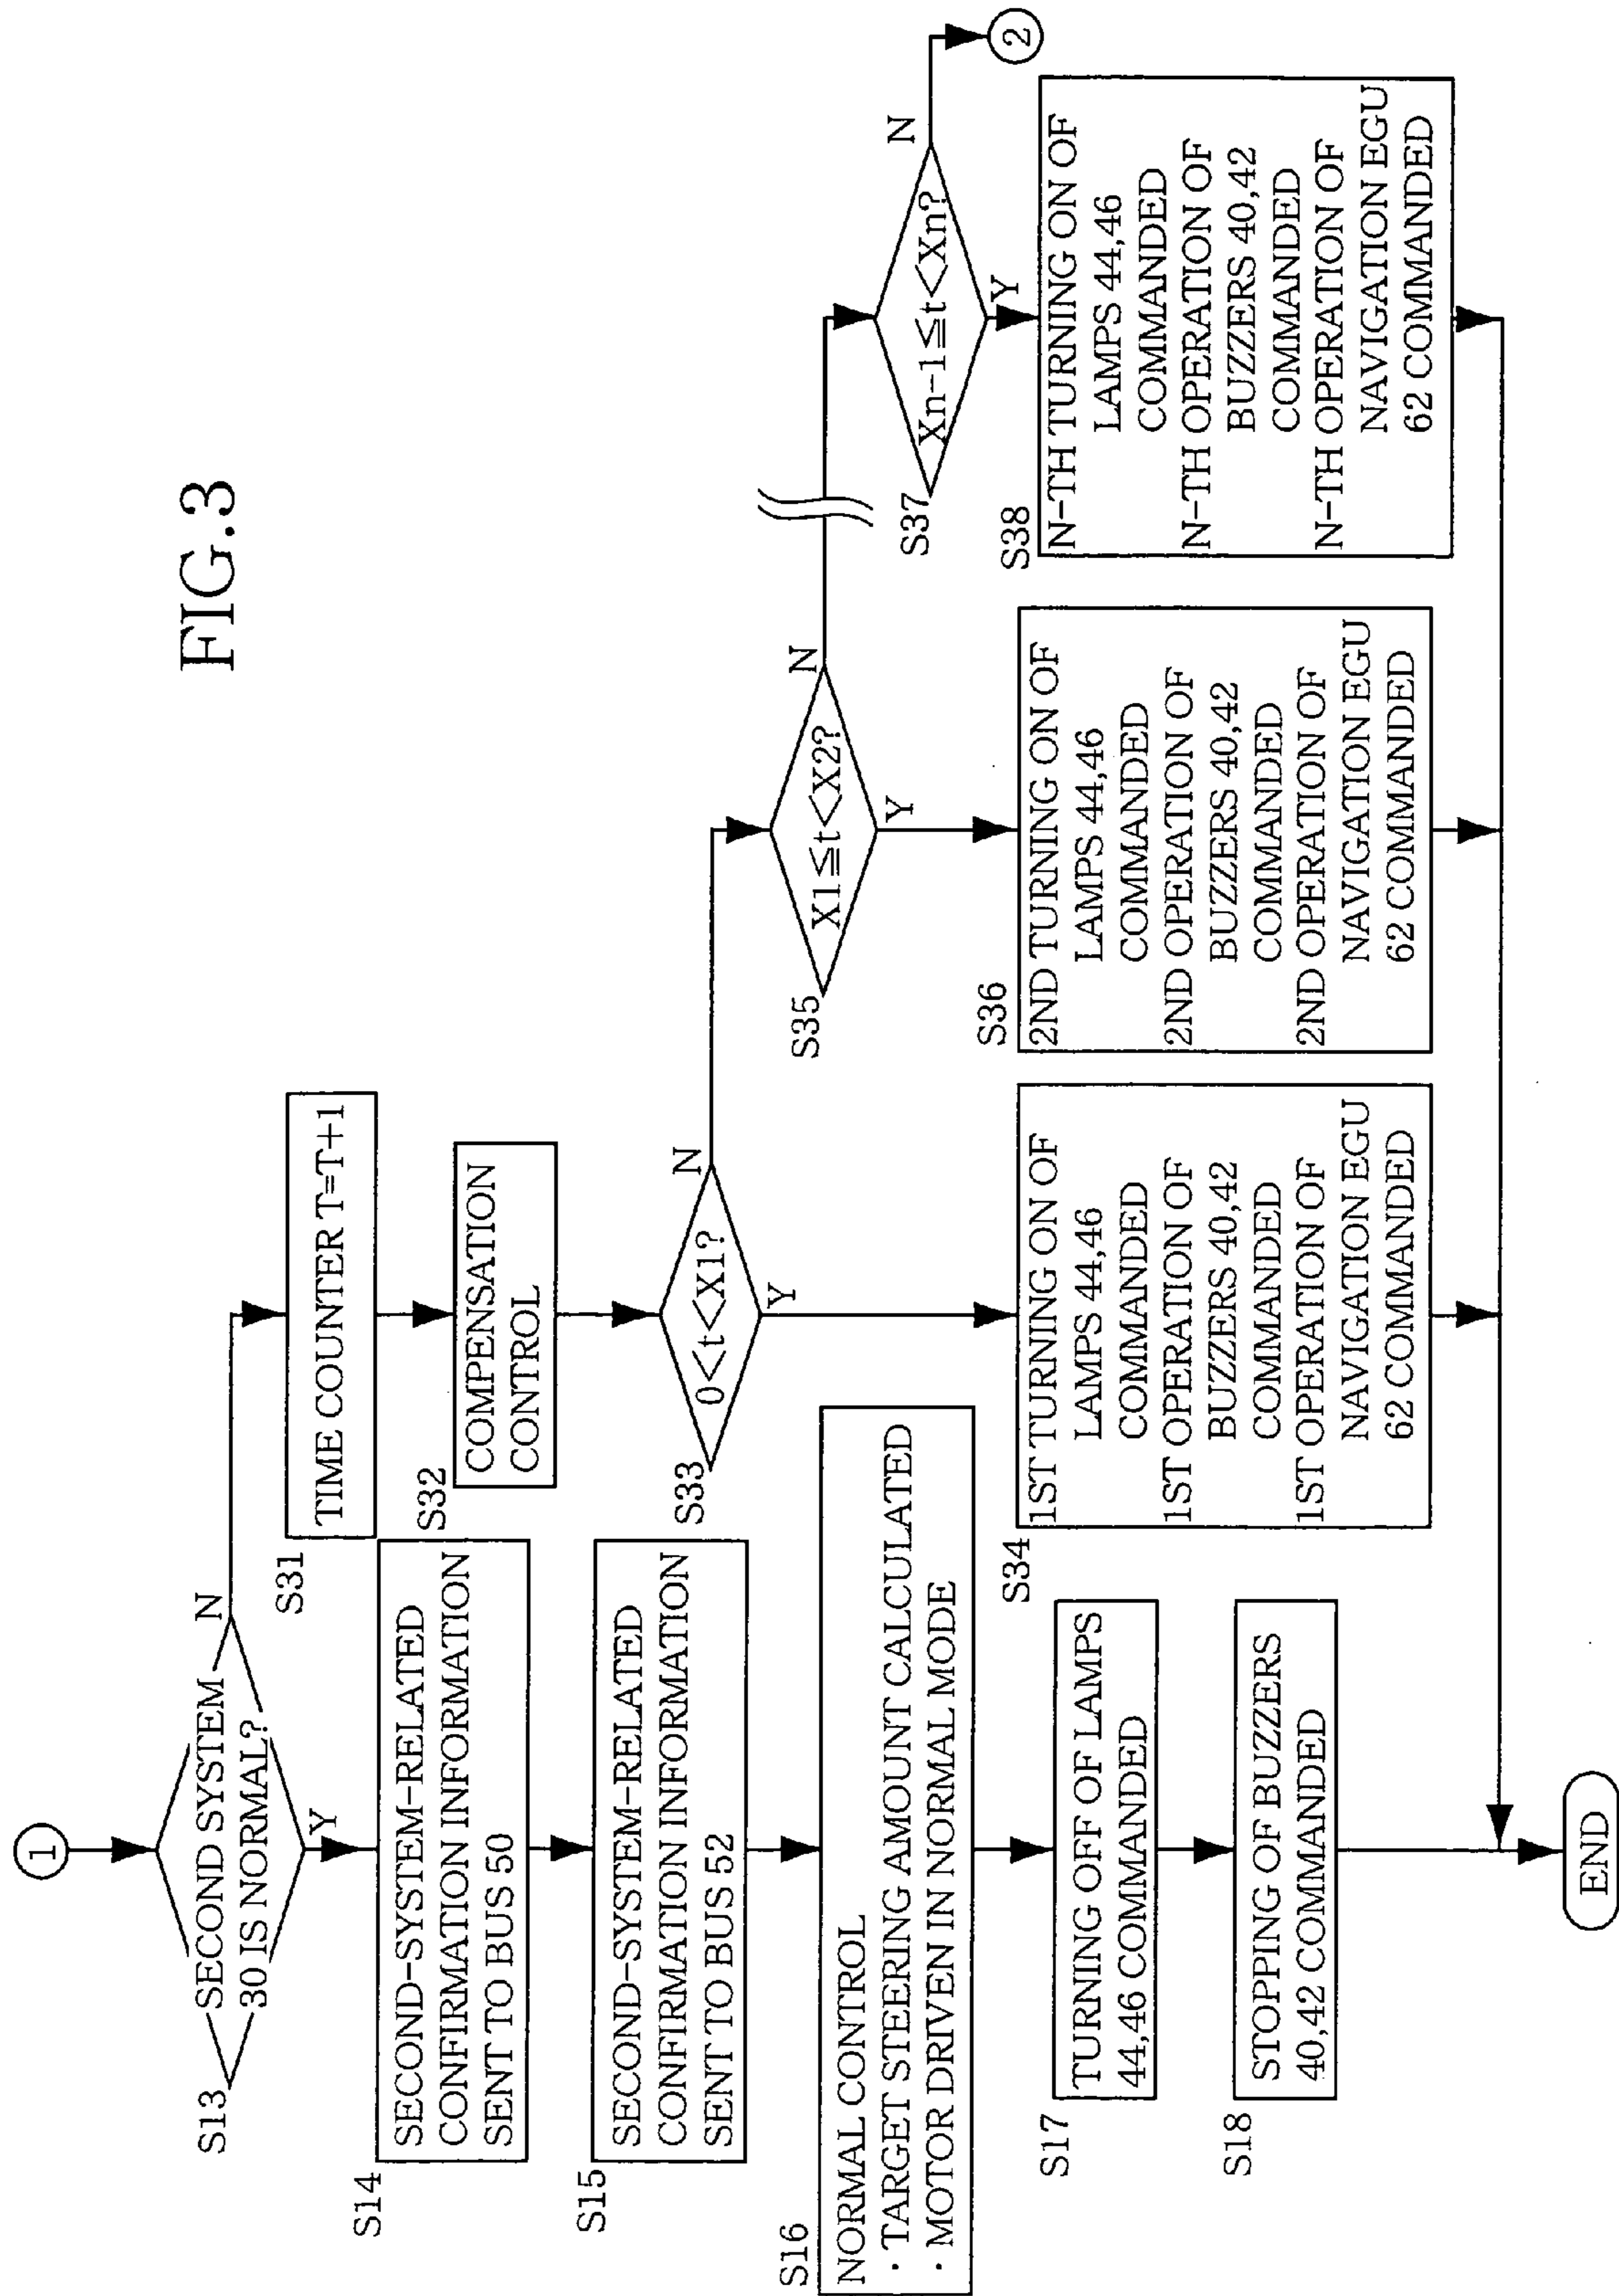 FIG.3
1
S13
SECOND SYSTEM
30 IS NORMAL?
N
Y
S14
SECOND-SYSTEM-RELATED
CONFIRMATION INFORMATION
SENT TO BUS 50
S15
SECOND-SYSTEM-RELATED
CONFIRMATION INFORMATION
SENT TO BUS 52
S16
NORMAL CONTROL
· TARGET STEERING AMOUNT CALCULATED
· MOTOR DRIVEN IN NORMAL MODE
S17
TURNING OFF OF LAMPS
44,46 COMMANDED
S18
STOPPING OF BUZZERS
40,42 COMMANDED
END
S31
TIME COUNTER T=T+1
S32
COMPENSATION
CONTROL
S33
0<t<X1?
N
Y
S34
1ST TURNING ON OF
LAMPS 44,46
COMMANDED
1ST OPERATION OF
BUZZERS 40,42
COMMANDED
1ST OPERATION OF
NAVIGATION EGU
62 COMMANDED
S35
X1≦t<X2?
N
Y
S36
2ND TURNING ON OF
LAMPS 44,46
COMMANDED
2ND OPERATION OF
BUZZERS 40,42
COMMANDED
2ND OPERATION OF
NAVIGATION EGU
62 COMMANDED
S37
Xn-1≦t<Xn?
N
Y
S38
N-TH TURNING ON OF
LAMPS 44,46
COMMANDED
N-TH OPERATION OF
BUZZERS 40,42
COMMANDED
N-TH OPERATION OF
NAVIGATION EGU
62 COMMANDED
2